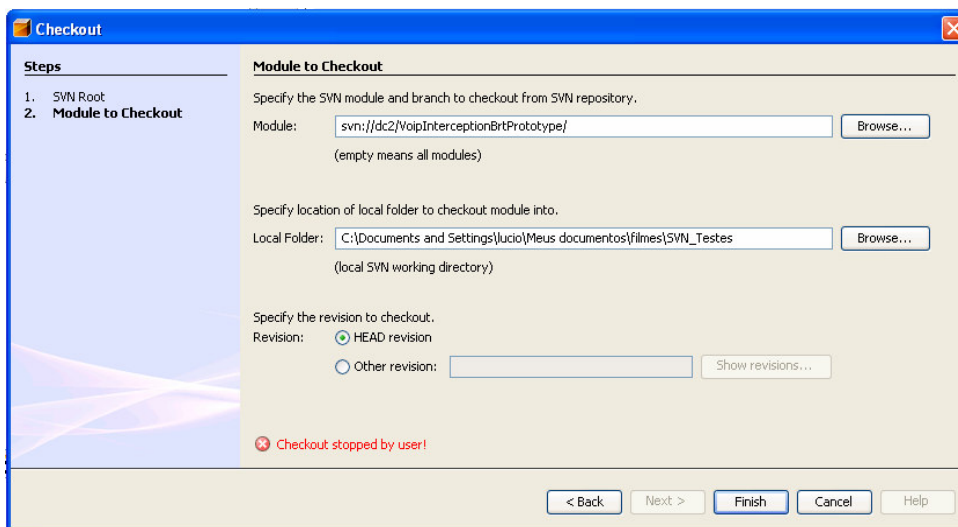 Checkout
Steps
1. SVN Root
2. Module to Checkout
Module to Checkout
Specify the SVN module and branch to checkout from SVN repository.
Module: svn://dc2/VoipInterceptionBrtPrototype/ Browse...
(empty means all modules)
Specify location of local folder to checkout module into.
Local Folder: C:\Documents and Settings\lucio\Meus documentos\filmes\SVN_Testes Browse...
(local SVN working directory)
Specify the revision to checkout.
Revision: HEAD revision
Other revision: Show revisions...
Checkout stopped by user!
< Back Next > Finish Cancel Help